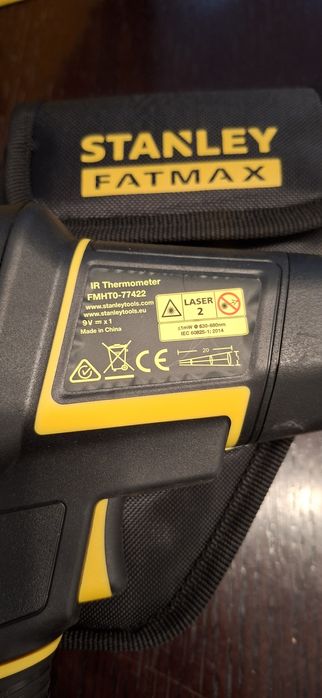 STANLEY
FATMAX
IR Thermometer
FMHT0-77422
www.stanleytools.com
www.stanleytools.eu
9V ⎓ x 1
Made in China
LASER
2
≤1mW Φ 630-680nm
IEC 60825-1: 2014
CE
20